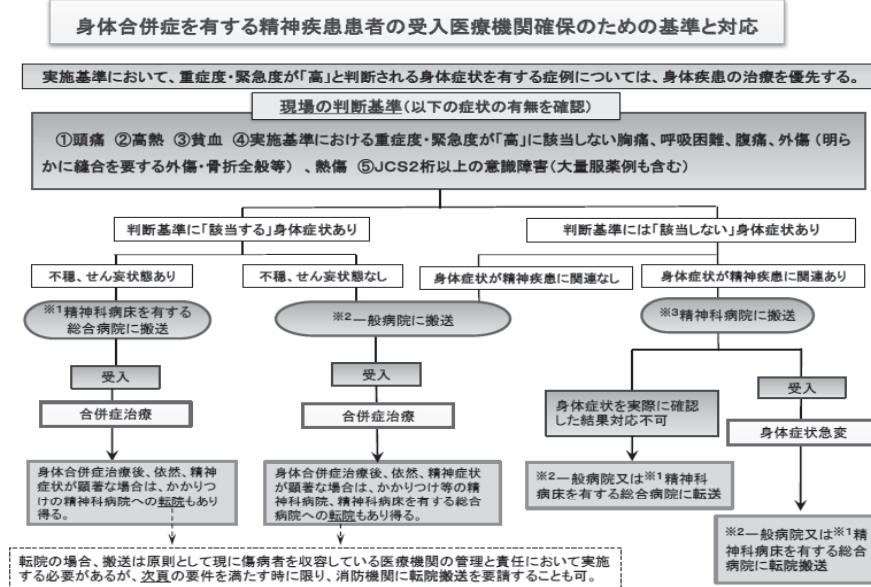 身体合併症を有する精神疾患患者の受入医療機関確保のための基準と対応
実施基準において、重症度・緊急度が「高」と判断される身体症状を有する症例については、身体疾患の治療を優先する。
現場の判断基準(以下の症状の有無を確認)
①頭痛 ②高熱 ③貧血 ④実施基準における重症度・緊急度が「高」に該当しない胸痛、呼吸困難、腹痛、外傷(明ら
かに縫合を要する外傷・骨折全般等)、熱傷 ⑤JCS2桁以上の意識障害(大量服薬例も含む)
判断基準に「該当する」身体症状あり
判断基準には「該当しない」身体症状あり
不穏、せん妄状態あり
不穏、せん妄状態なし
身体症状が精神疾患に関連なし
身体症状が精神疾患に関連あり
※1精神科病床を有する
総合病院に搬送
※2一般病院に搬送
※3精神科病院に搬送
受入
受入
身体症状を実際に確認
した結果対応不可
受入
合併症治療
合併症治療
身体症状急変
身体合併症治療後、依然、精神
症状が顕著な場合は、かかりつ
けの精神科病院への転院もあり
得る。
身体合併症治療後、依然、精神症状
が顕著な場合は、かかりつけ等の精
神科病院、精神科病床を有する総合
病院への転院もあり得る。
※2一般病院又は※1精神科
病床を有する総合病院に転送
※2一般病院又は※1精
神科病床を有する総合
病院に転院搬送
転院の場合、搬送は原則として現に傷病者を収容している医療機関の管理と責任において実施
する必要があるが、次頁の要件を満たす時に限り、消防機関に転院搬送を要請することも可。